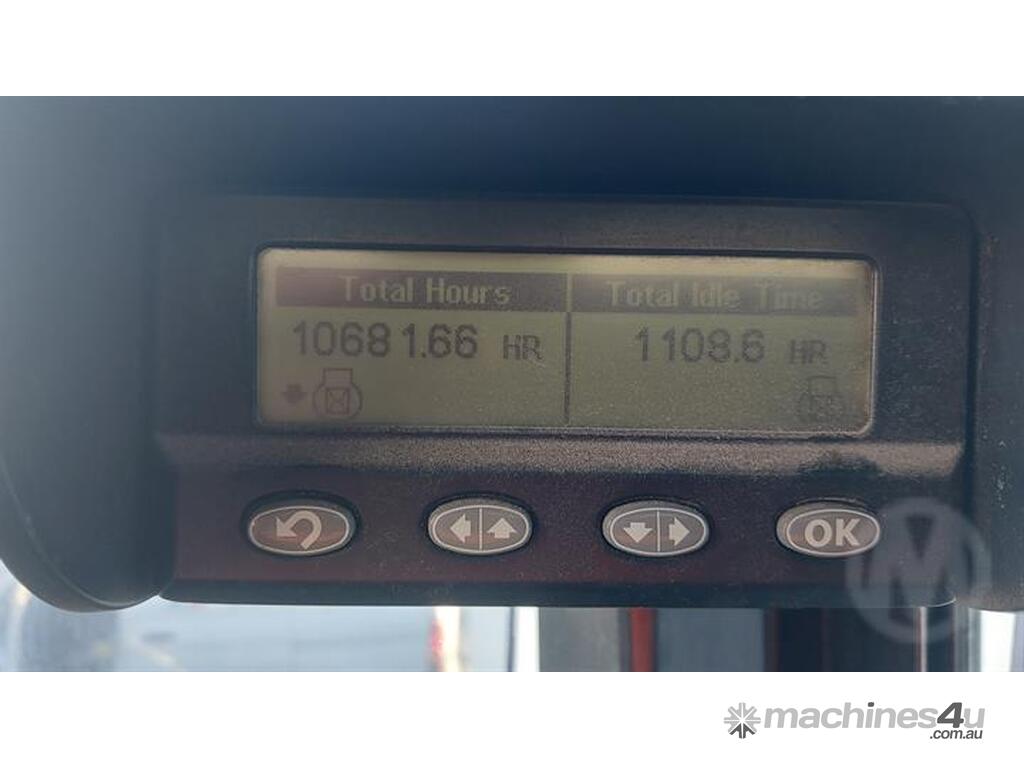 Total Hours Total Idle Time
10681.66 HR 1108.6 HR
OK
M
machines4u
.com.au